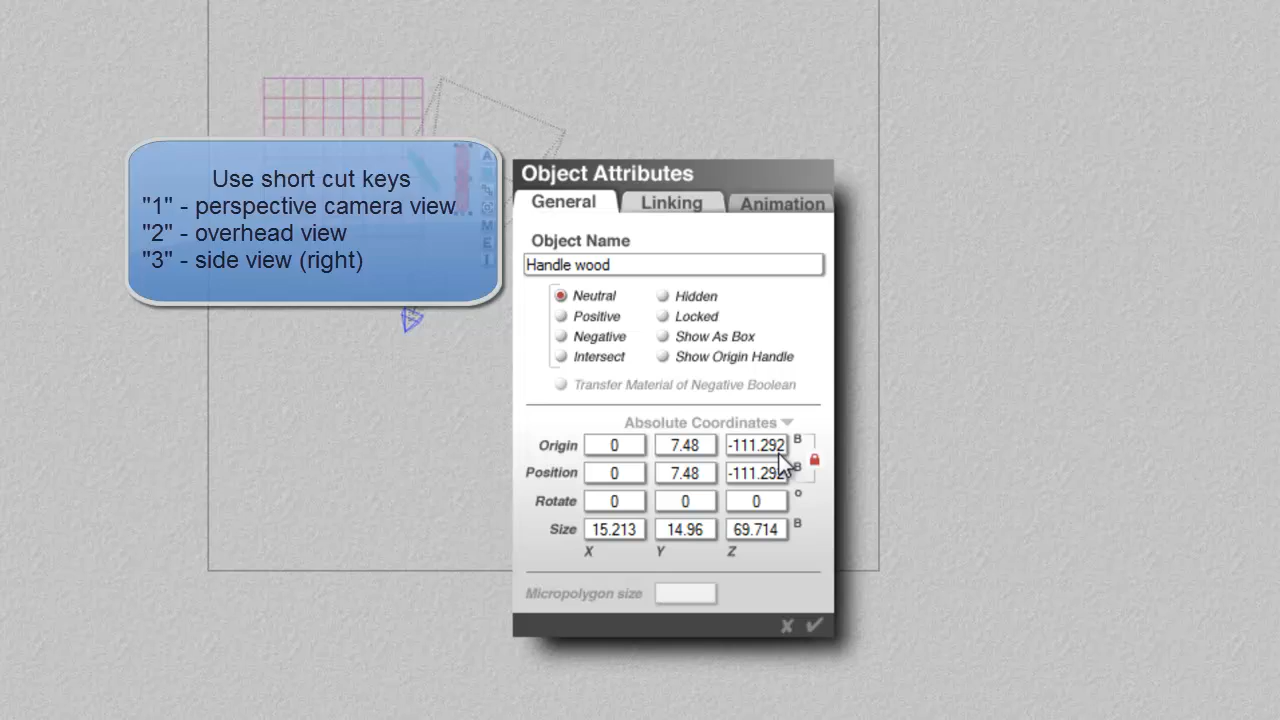 Use short cut keys
"1" - perspective camera view
"2" - overhead view
"3" - side view (right)
A
M
E
I
Object Attributes
General Linking Animation
Object Name
Handle wood
Neutral Hidden
Positive Locked
Negative Show As Box
Intersect Show Origin Handle
Transfer Material of Negative Boolean
Absolute Coordinates
Origin 0 7.48 -111.292 B
Position 0 7.48 -111.292 B
Rotate 0 0 0 o
Size 15.213 14.96 69.714 B
X Y Z
Micropolygon size